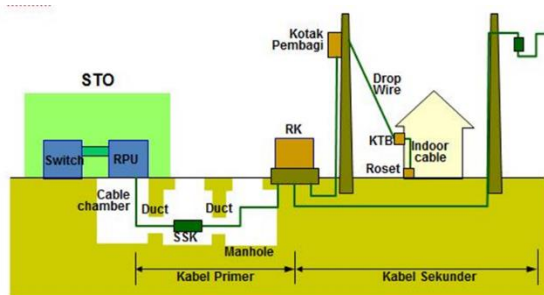 STO
Switch
RPU
Cable
chamber
Duct
SSK
Duct
Manhole
RK
Kotak
Pembagi
Drop
Wire
KTB
Indoor
cable
Roset
Kabel Primer
Kabel Sekunder